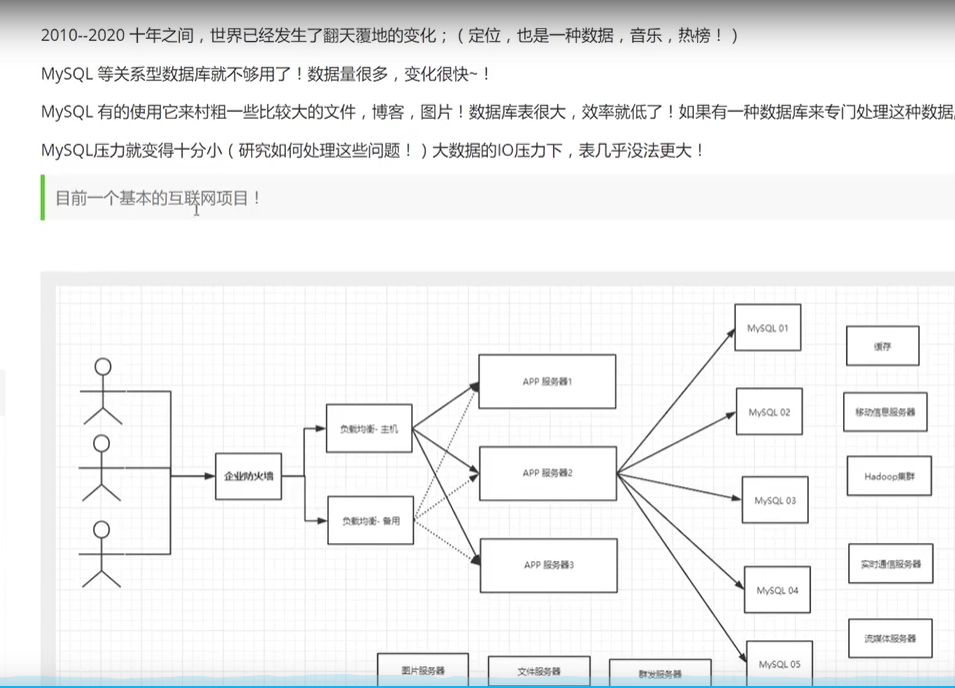 2010--2020 十年之间，世界已经发生了翻天覆地的变化；（定位，也是一种数据，音乐，热榜！）
MySQL 等关系型数据库就不够用了！数据量很多，变化很快~！
MySQL 有的使用它来村粗一些比较大的文件，博客，图片！数据库表很大，效率就低了！如果有一种数据库来专门处理这种数据,
MySQL压力就变得十分小（研究如何处理这些问题！）大数据的IO压力下，表几乎没法更大！
目前一个基本的互联网项目！
企业防火墙
负载均衡- 主机
负载均衡- 备用
APP 服务器1
APP 服务器2
APP 服务器3
MySQL 01
MySQL 02
MySQL 03
MySQL 04
MySQL 05
缓存
移动信息服务器
Hadoop集群
实时通信服务器
流媒体服务器
图片服务器
文件服务器
群发服务器